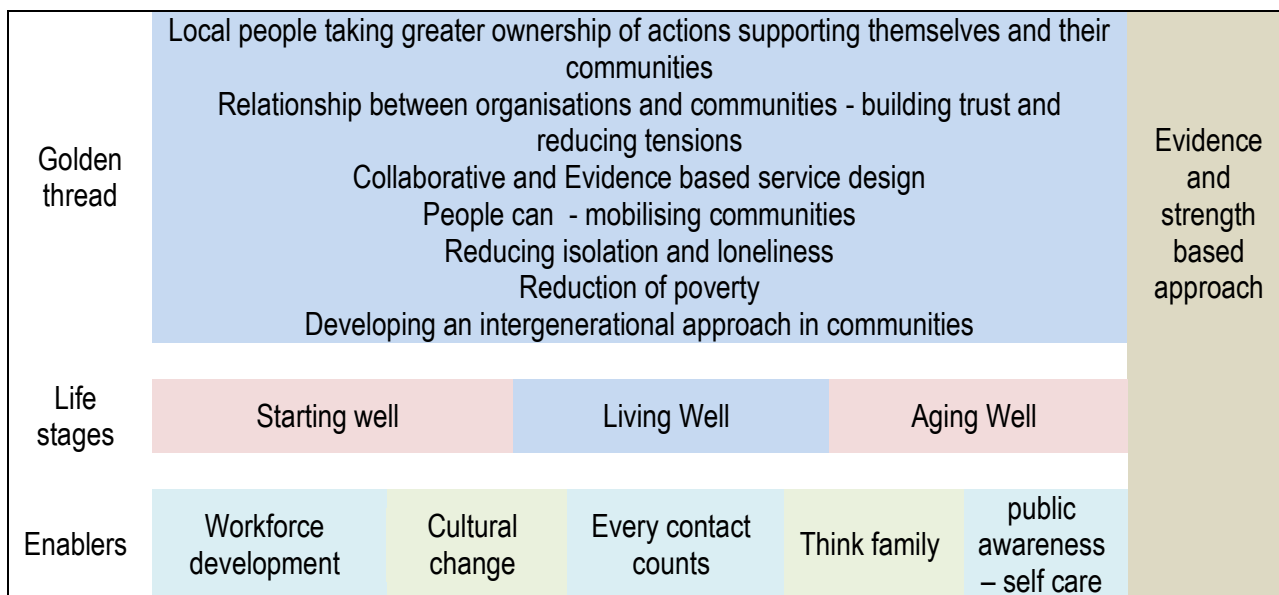 Golden
thread
Local people taking greater ownership of actions supporting themselves and their
communities
Relationship between organisations and communities - building trust and
reducing tensions
Collaborative and Evidence based service design
People can - mobilising communities
Reducing isolation and loneliness
Reduction of poverty
Developing an intergenerational approach in communities
Evidence
and
strength
based
approach
Life
stages
Starting well
Living Well
Aging Well
Enablers
Workforce
development
Cultural
change
Every contact
counts
Think family
public
awareness
– self care